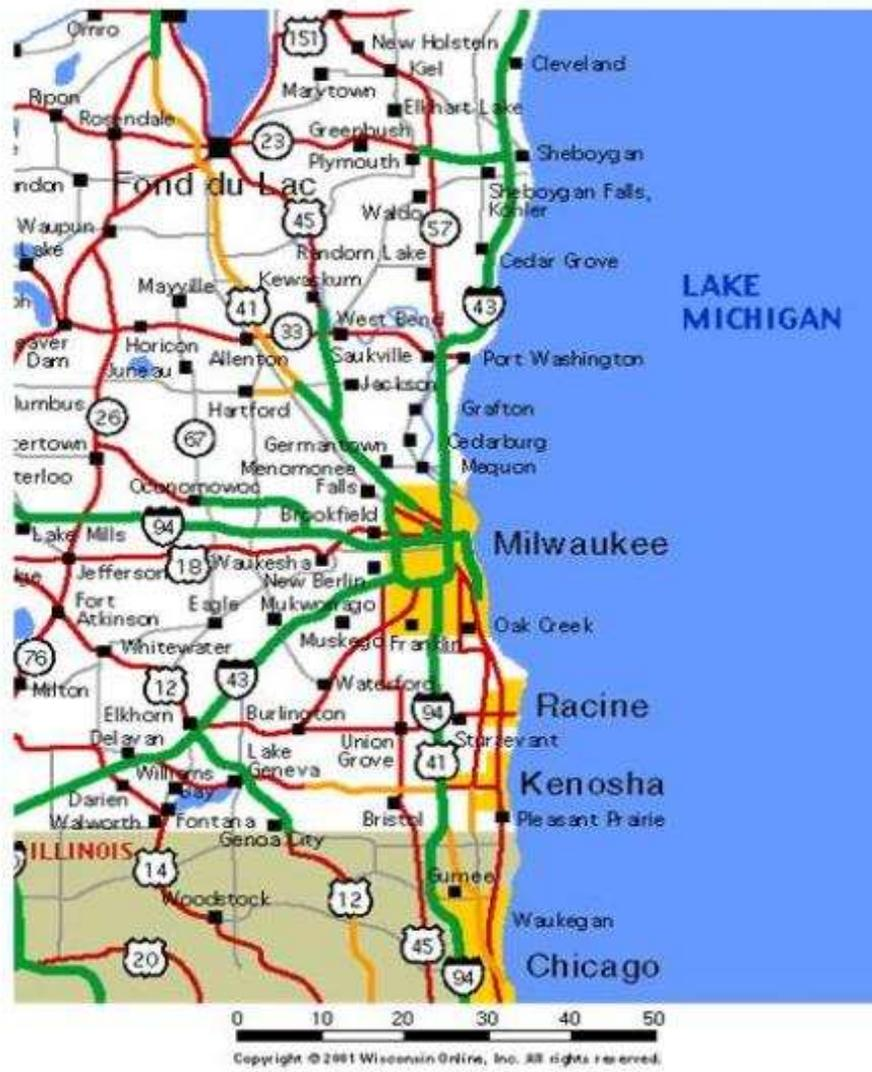 Omro
151
New Holstein
Cleveland
Kiel
Marytown
Ripon
Elkhart Lake
Rosendale
23
Greenbush
Plymouth
Sheboygan
Fond du Lac
Sheboygan Falls,
Kohler
Waldo
45
57
Waupun
Lake
Random Lake
Cedar Grove
Kewaskum
Mayville
LAKE
MICHIGAN
41
43
33
West Bend
eaver
Dam
Horicon
Allenton
Saukville
Port Washington
Juneau
Jackson
Hartford
lumbus
26
Grafton
67
Germantown
Cedarburg
certown
Menomonee
Falls
Mequon
terloo
Oconomowoc
94
Brookfield
Lake Mills
Milwaukee
18
Waukesha
Jefferson
New Berlin
Fort
Atkinson
Eagle
Mukwonago
Muskego
Franklin
Oak Creek
76
Whitewater
12
43
Milton
Waterford
94
Racine
Elkhorn
Burlington
Union
Grove
Sturtevant
Delavan
41
Lake
Geneva
Williams
Bay
Kenosha
Darien
Walworth
Fontana
Bristol
Pleasant Prairie
Genoa City
ILLINOIS
14
Gurnee
12
Woodstock
Waukegan
45
20
94
Chicago
0 10 20 30 40 50
Copyright © 2001 Wisconsin Online, Inc. All rights reserved.